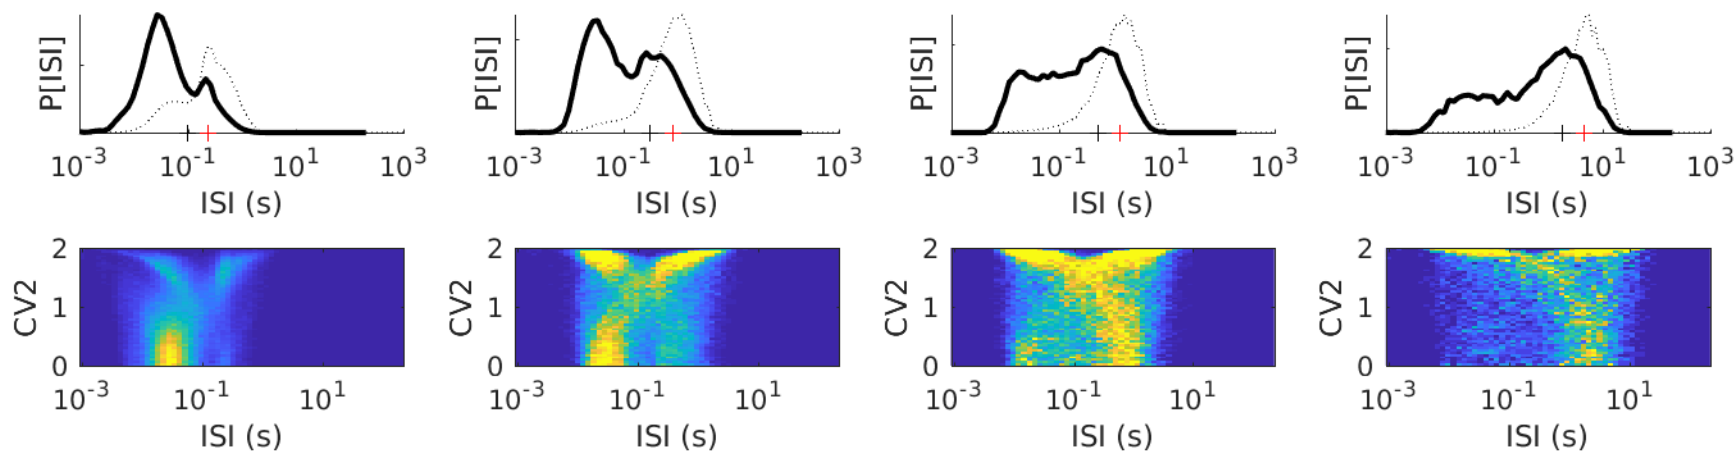 P[ISI] P[ISI] P[ISI] P[ISI]
10^-3 10^-1 10^1 10^3 10^-3 10^-1 10^1 10^3 10^-3 10^-1 10^1 10^3 10^-3 10^-1 10^1 10^3
ISI (s) ISI (s) ISI (s) ISI (s)
2 2 2 2
CV2 1 CV2 1 CV2 1 CV2 1
0 0 0 0
10^-3 10^-1 10^1 10^-3 10^-1 10^1 10^-3 10^-1 10^1 10^-3 10^-1 10^1
ISI (s) ISI (s) ISI (s) ISI (s)